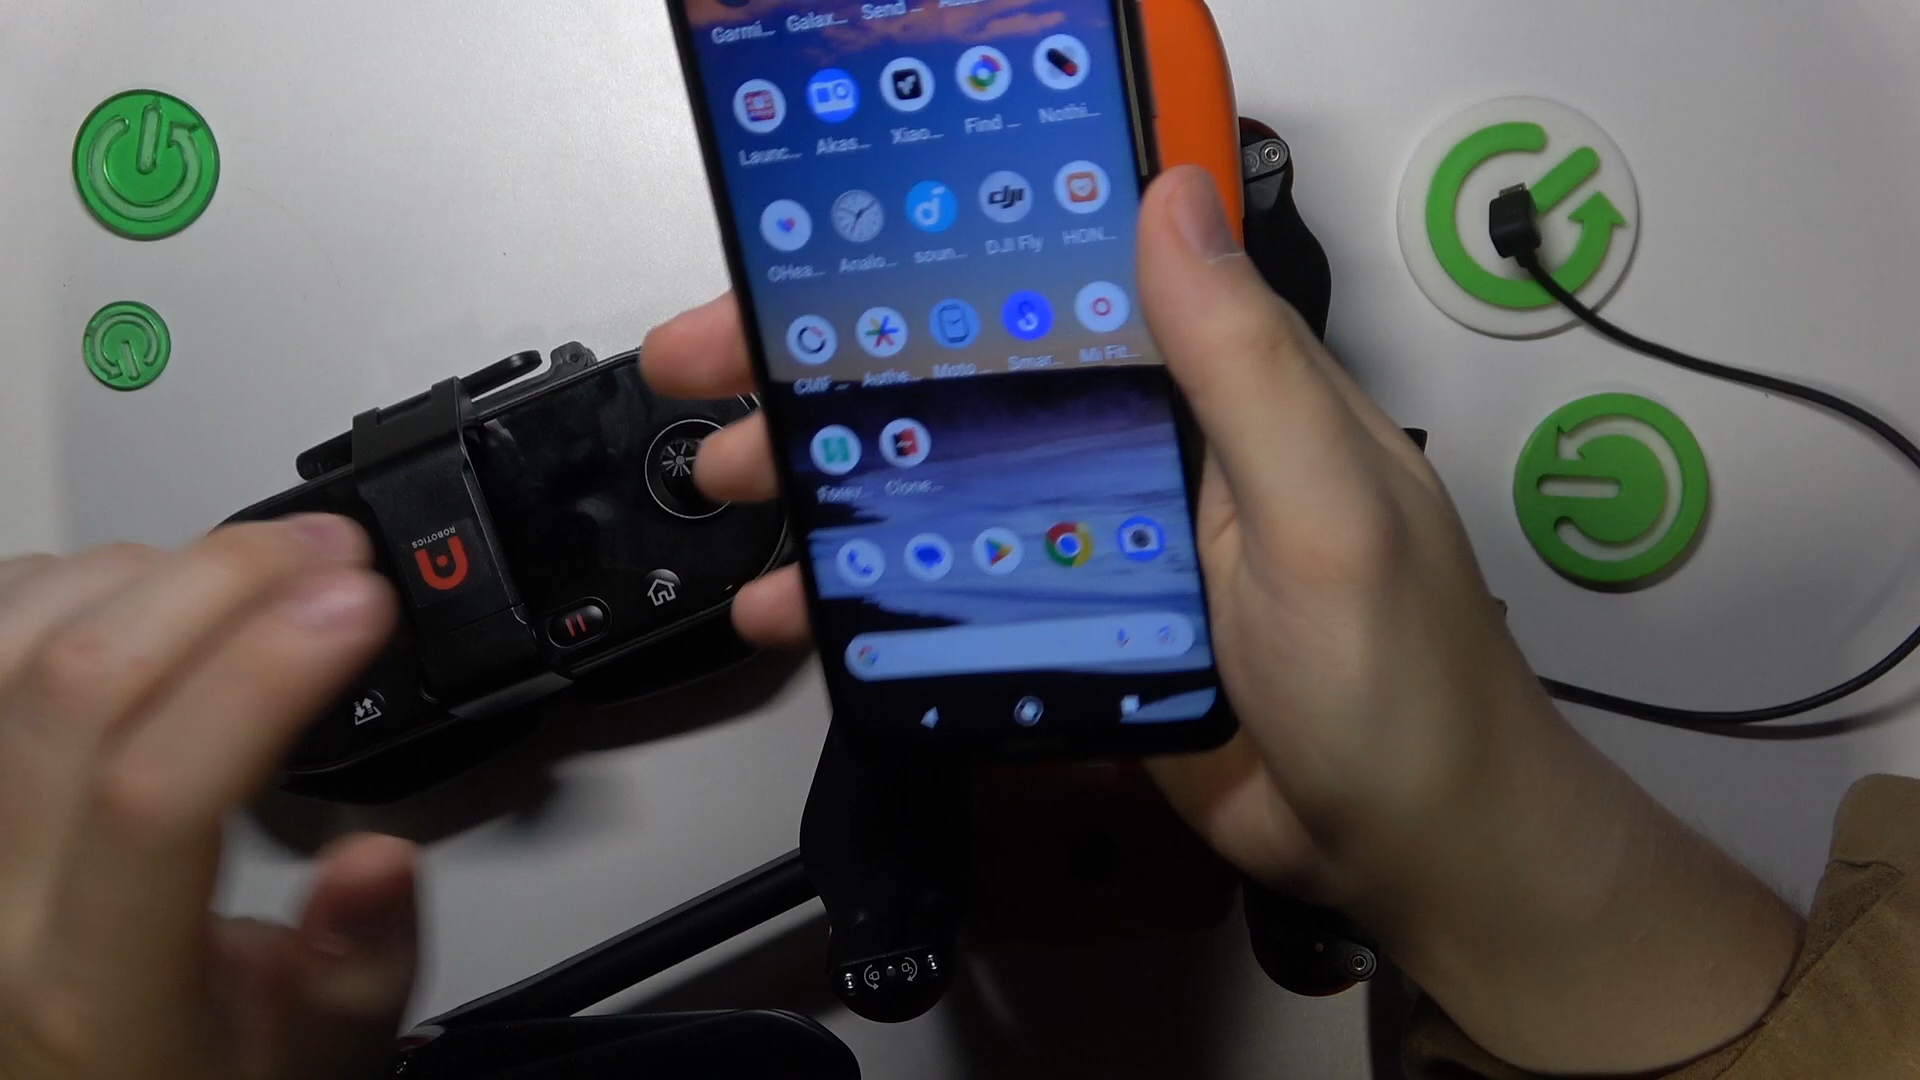 Garmi... Galax... Send ...
Launc... Akas... Xiao... Find ... Nothi...
OHea... Analo... soun... DJI Fly HON...
CMF ... Authe... Moto ... Smar... Mi Fit...
Clone...
dji
ROBOTICS